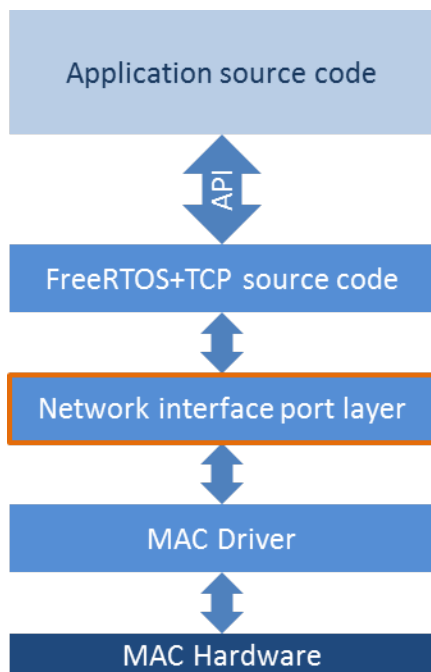 Application source code
API
FreeRTOS+TCP source code
Network interface port layer
MAC Driver
MAC Hardware